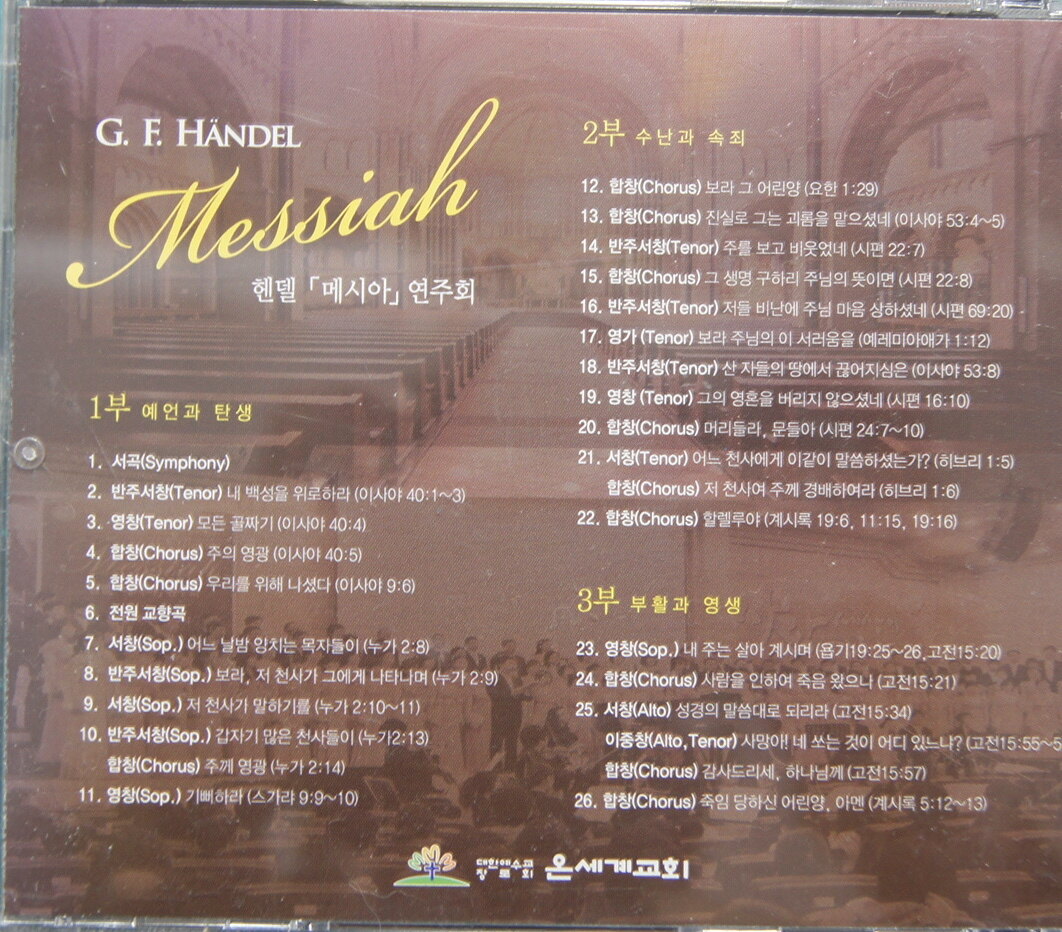 G. F. HÄNDEL
Messiah
헨델 「메시아」 연주회
1부 예언과 탄생
1. 서곡(Symphony)
2. 반주서창(Tenor) 내 백성을 위로하라 (이사야 40:1~3)
3. 영창(Tenor) 모든 골짜기 (이사야 40:4)
4. 합창(Chorus) 주의 영광 (이사야 40:5)
5. 합창(Chorus) 우리를 위해 나셨다 (이사야 9:6)
6. 전원 교향곡
7. 서창(Sop.) 어느 날밤 양치는 목자들이 (누가 2:8)
8. 반주서창(Sop.) 보라, 저 천사가 그에게 나타나며 (누가 2:9)
9. 서창(Sop.) 저 천사가 말하기를 (누가 2:10~11)
10. 반주서창(Sop.) 갑자기 많은 천사들이 (누가2:13)
합창(Chorus) 주께 영광 (누가 2:14)
11. 영창(Sop.) 기뻐하라 (스가랴 9:9~10)
2부 수난과 속죄
12. 합창(Chorus) 보라 그 어린양 (요한 1:29)
13. 합창(Chorus) 진실로 그는 괴롬을 맡으셨네 (이사야 53:4~5)
14. 반주서창(Tenor) 주를 보고 비웃었네 (시편 22:7)
15. 합창(Chorus) 그 생명 구하리 주님의 뜻이면 (시편 22:8)
16. 반주서창(Tenor) 저들 비난에 주님 마음 상하셨네 (시편 69:20)
17. 영가 (Tenor) 보라 주님의 이 서러움을 (예레미아애가 1:12)
18. 반주서창(Tenor) 산 자들의 땅에서 끊어지심은 (이사야 53:8)
19. 영창 (Tenor) 그의 영혼을 버리지 않으셨네 (시편 16:10)
20. 합창(Chorus) 머리들라, 문들아 (시편 24:7~10)
21. 서창(Tenor) 어느 천사에게 이같이 말씀하셨는가? (히브리 1:5)
합창(Chorus) 저 천사여 주께 경배하여라 (히브리 1:6)
22. 합창(Chorus) 할렐루야 (계시록 19:6, 11:15, 19:16)
3부 부활과 영생
23. 영창(Sop.) 내 주는 살아 계시며 (욥기19:25~26,고전15:20)
24. 합창(Chorus) 사람을 인하여 죽음 왔으나 (고전15:21)
25. 서창(Alto) 성경의 말씀대로 되리라 (고전15:34)
이중창(Alto,Tenor) 사망아! 네 쏘는 것이 어디 있느냐? (고전15:55~5
합창(Chorus) 감사드리세, 하나님께 (고전15:57)
26. 합창(Chorus) 죽임 당하신 어린양, 아멘 (계시록 5:12~13)
대한예수교
장로회 온세계교회